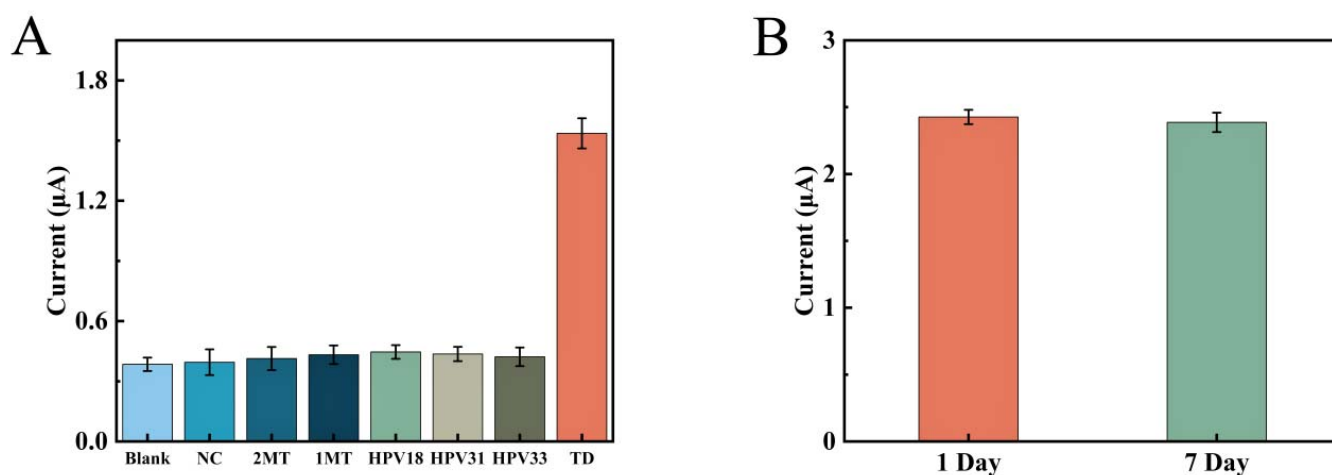 A
Current (μA)
1.8
1.2
0.6
0.0
Blank NC 2MT 1MT HPV18 HPV31 HPV33 TD
B
Current (μA)
3
2
1
0
1 Day 7 Day